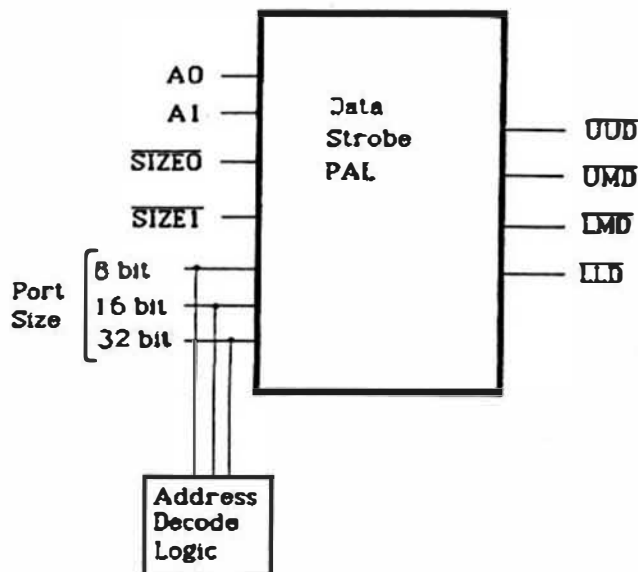 A0
A1
SIZE0
SIZE1
Port
Size
8 bit
16 bit
32 bit
Data
Strobe
PAL
UUD
UMD
LMD
LLD
Address
Decode
Logic